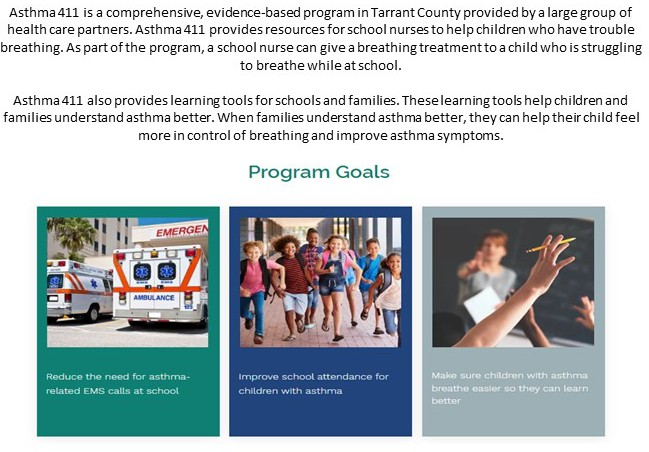 Asthma 411 is a comprehensive, evidence-based program in Tarrant County provided by a large group of
health care partners. Asthma 411 provides resources for school nurses to help children who have trouble
breathing. As part of the program, a school nurse can give a breathing treatment to a child who is struggling
to breathe while at school.
Asthma 411 also provides learning tools for schools and families. These learning tools help children and
families understand asthma better. When families understand asthma better, they can help their child feel
more in control of breathing and improve asthma symptoms.
Program Goals
EMERGEN
AMBULANCE
Reduce the need for asthma-
related EMS calls at school
Improve school attendance for
children with asthma
Make sure children with asthma
breathe easier so they can learn
better